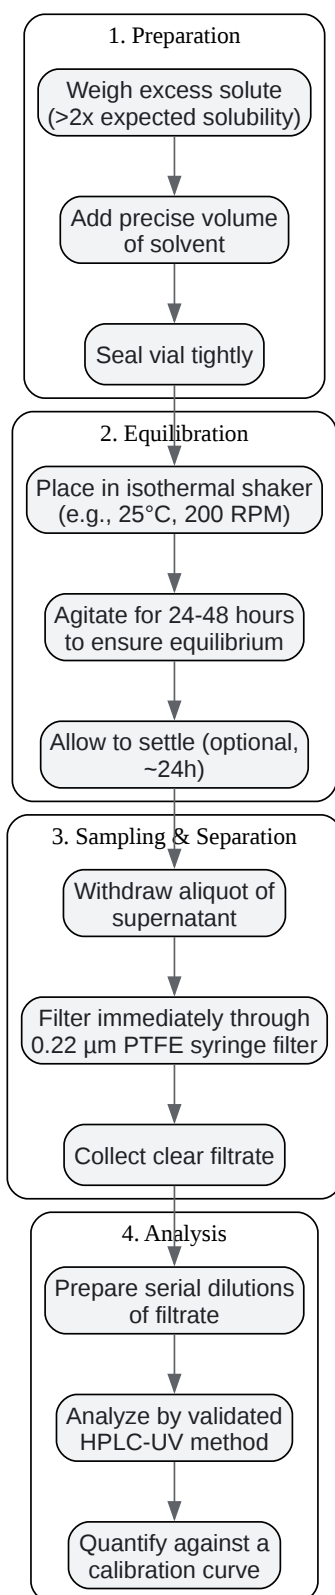 1. Preparation
Weigh excess solute
(>2x expected solubility)
Add precise volume
of solvent
Seal vial tightly
2. Equilibration
Place in isothermal shaker
(e.g., 25°C, 200 RPM)
Agitate for 24-48 hours
to ensure equilibrium
Allow to settle (optional,
~24h)
3. Sampling & Separation
Withdraw aliquot of
supernatant
Filter immediately through
0.22 µm PTFE syringe filter
Collect clear filtrate
4. Analysis
Prepare serial dilutions
of filtrate
Analyze by validated
HPLC-UV method
Quantify against a
calibration curve